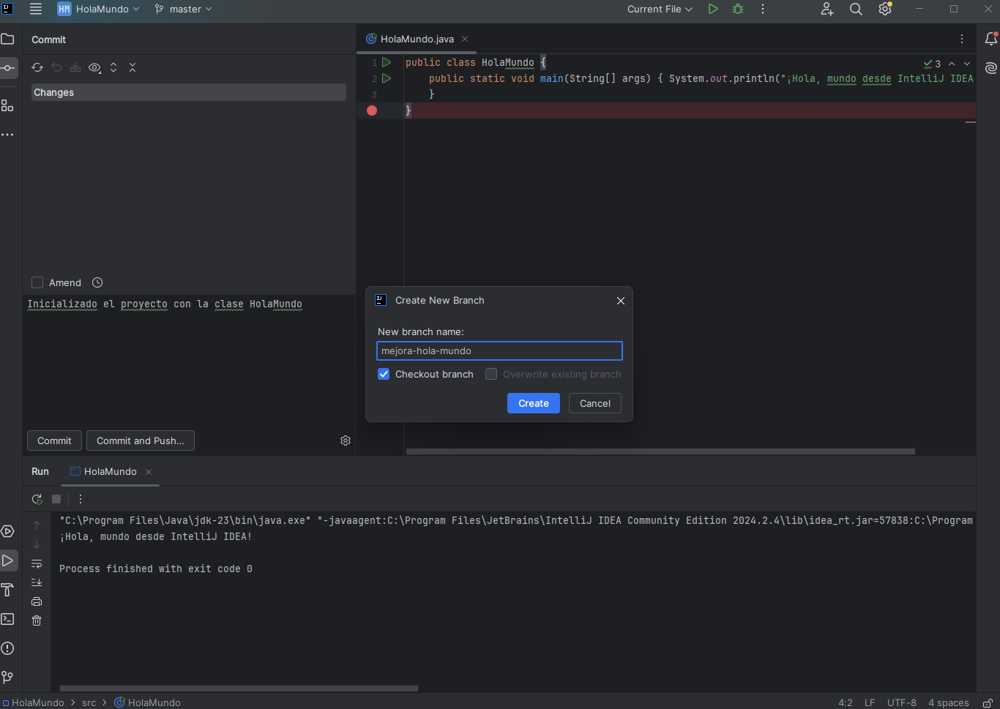 HM HolaMundo master Current File
Commit
HolaMundo.java
Changes
1 public class HolaMundo {
3
2 public static void main(String[] args) { System.out.println("¡Hola, mundo desde IntelliJ IDEA
3 }
}
Amend
Inicializado el proyecto con la clase HolaMundo
Create New Branch
New branch name:
mejora-hola-mundo
Checkout branch Overwrite existing branch
Create Cancel
Commit Commit and Push...
Run HolaMundo
"C:\Program Files\Java\jdk-23\bin\java.exe" "-javaagent:C:\Program Files\JetBrains\IntelliJ IDEA Community Edition 2024.2.4\lib\idea_rt.jar=57838:C:\Program
¡Hola, mundo desde IntelliJ IDEA!
Process finished with exit code 0
HolaMundo > src > HolaMundo 4:2 LF UTF-8 4 spaces